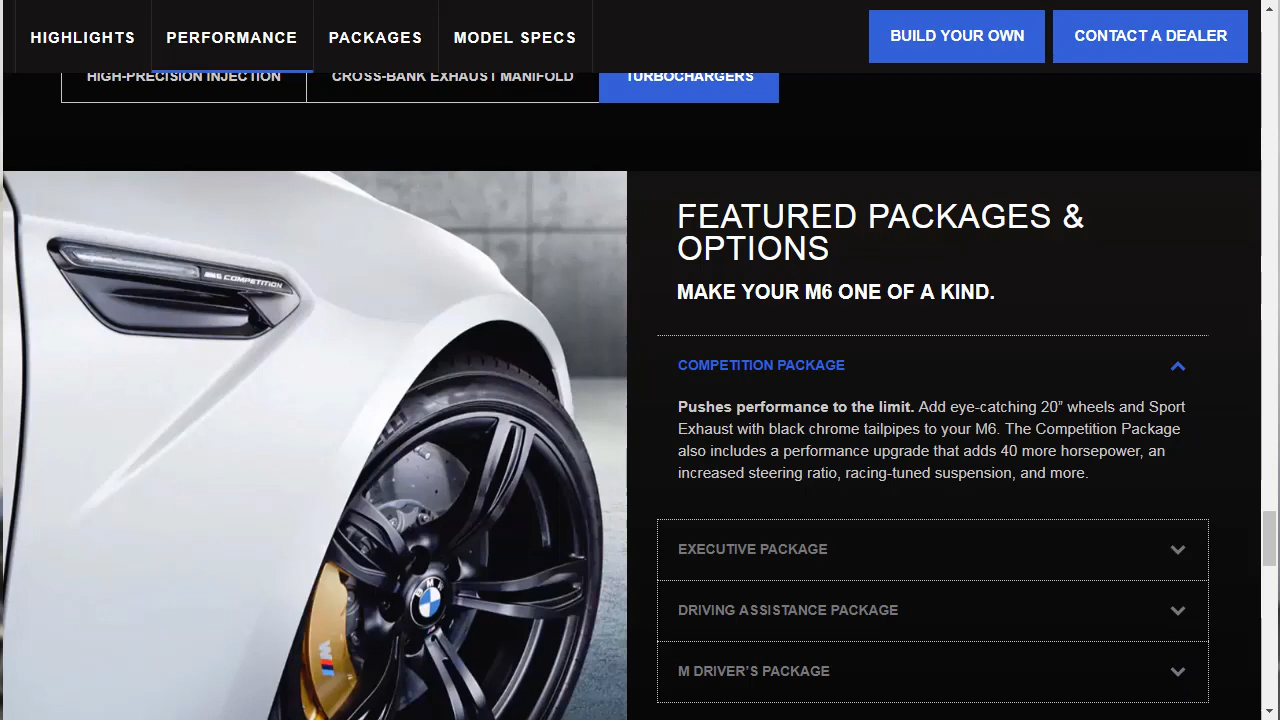 HIGHLIGHTS
PERFORMANCE
PACKAGES
MODEL SPECS
BUILD YOUR OWN
CONTACT A DEALER
HIGH-PRECISION INJECTION
CROSS-BANK EXHAUST MANIFOLD
TURBOCHARGERS
M6 COMPETITION
BMW
M
FEATURED PACKAGES &
OPTIONS
MAKE YOUR M6 ONE OF A KIND.
COMPETITION PACKAGE
Pushes performance to the limit. Add eye-catching 20” wheels and Sport
Exhaust with black chrome tailpipes to your M6. The Competition Package
also includes a performance upgrade that adds 40 more horsepower, an
increased steering ratio, racing-tuned suspension, and more.
EXECUTIVE PACKAGE
DRIVING ASSISTANCE PACKAGE
M DRIVER’S PACKAGE